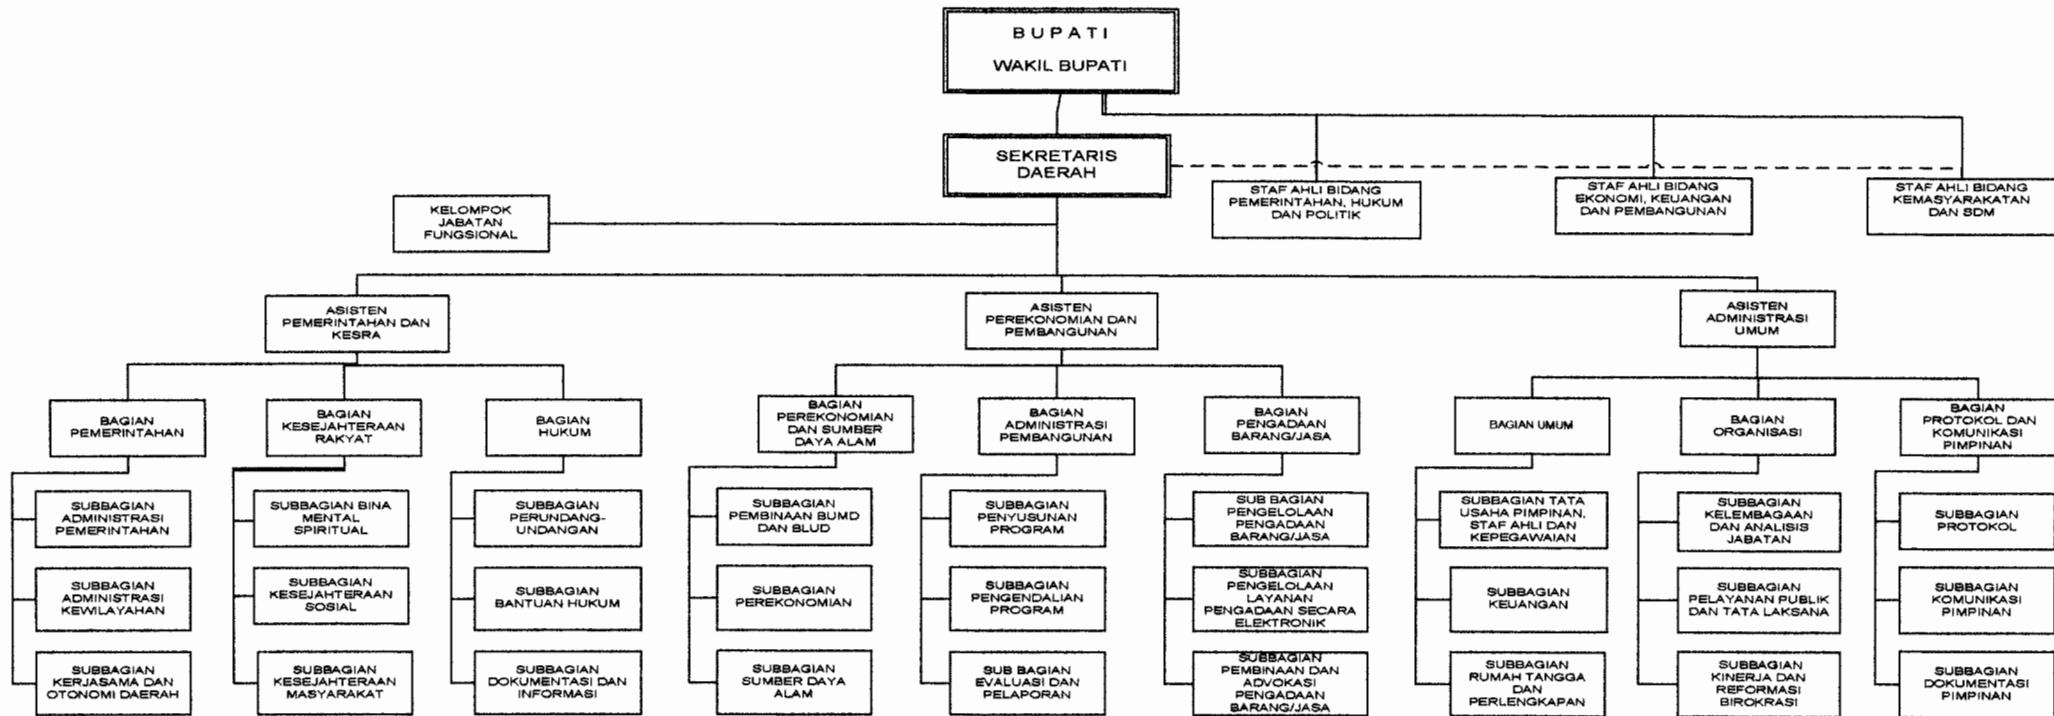 BUPATI
WAKIL BUPATI
SEKRETARIS
DAERAH
STAF AHLI BIDANG
PEMERINTAHAN, HUKUM
DAN POLITIK
STAF AHLI BIDANG
EKONOMI, KEUANGAN
DAN PEMBANGUNAN
STAF AHLI BIDANG
KEMASYARAKATAN
DAN SDM
KELOMPOK
JABATAN
FUNGSIONAL
ASISTEN
PEMERINTAHAN DAN
KESRA
ASISTEN
PEREKONOMIAN DAN
PEMBANGUNAN
ASISTEN
ADMINISTRASI
UMUM
BAGIAN
PEMERINTAHAN
BAGIAN
KESEJAHTERAAN
RAKYAT
BAGIAN
HUKUM
BAGIAN
PEREKONOMIAN
DAN SUMBER
DAYA ALAM
BAGIAN
ADMINISTRASI
PEMBANGUNAN
BAGIAN
PENGADAAN
BARANG/JASA
BAGIAN UMUM
BAGIAN
ORGANISASI
BAGIAN
PROTOKOL DAN
KOMUNIKASI
PIMPINAN
SUBBAGIAN
ADMINISTRASI
PEMERINTAHAN
SUBBAGIAN BINA
MENTAL
SPIRITUAL
SUBBAGIAN
PERUNDANG-
UNDANGAN
SUBBAGIAN
PEMBINAAN BUMD
DAN BLUD
SUBBAGIAN
PENYUSUNAN
PROGRAM
SUB BAGIAN
PENGELOLAAN
PENGADAAN
BARANG/JASA
SUBBAGIAN TATA
USAHA PIMPINAN,
STAF AHLI DAN
KEPEGAWAIAN
SUBBAGIAN
KELEMBAGAAN
DAN ANALISIS
JABATAN
SUBBAGIAN
PROTOKOL
SUBBAGIAN
ADMINISTRASI
KEWILAYAHAN
SUBBAGIAN
KESEJAHTERAAN
SOSIAL
SUBBAGIAN
BANTUAN HUKUM
SUBBAGIAN
PEREKONOMIAN
SUBBAGIAN
PENGENDALIAN
PROGRAM
SUBBAGIAN
PENGELOLAAN
LAYANAN
PENGADAAN SECARA
ELEKTRONIK
SUBBAGIAN
KEUANGAN
SUBBAGIAN
PELAYANAN PUBLIK
DAN TATA LAKSANA
SUBBAGIAN
KOMUNIKASI
PIMPINAN
SUBBAGIAN
KERJASAMA DAN
OTONOMI DAERAH
SUBBAGIAN
KESEJAHTERAAN
MASYARAKAT
SUBBAGIAN
DOKUMENTASI DAN
INFORMASI
SUBBAGIAN
SUMBER DAYA
ALAM
SUB BAGIAN
EVALUASI DAN
PELAPORAN
SUBBAGIAN
PEMBINAAN DAN
ADVOKASI
PENGADAAN
BARANG/JASA
SUBBAGIAN
RUMAH TANGGA
DAN
PERLENGKAPAN
SUBBAGIAN
KINERJA DAN
REFORMASI
BIROKRASI
SUBBAGIAN
DOKUMENTASI
PIMPINAN